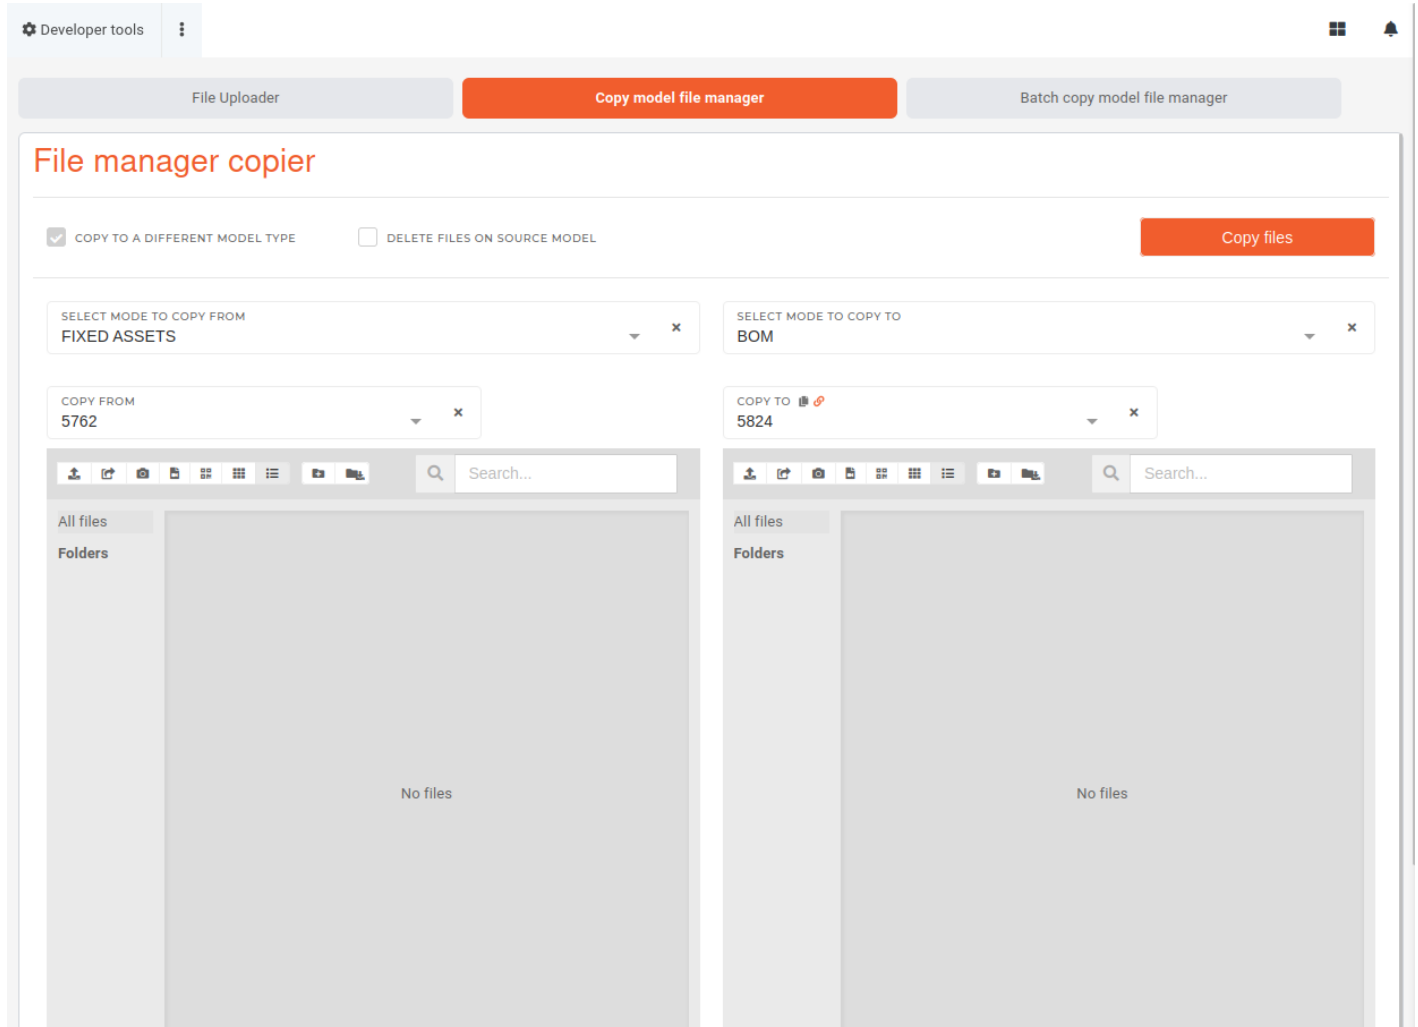 Developer tools
File Uploader
Copy model file manager
Batch copy model file manager
File manager copier
COPY TO A DIFFERENT MODEL TYPE
DELETE FILES ON SOURCE MODEL
Copy files
SELECT MODE TO COPY FROM
FIXED ASSETS
SELECT MODE TO COPY TO
BOM
COPY FROM
5762
COPY TO
5824
Search...
Search...
All files
Folders
No files
All files
Folders
No files